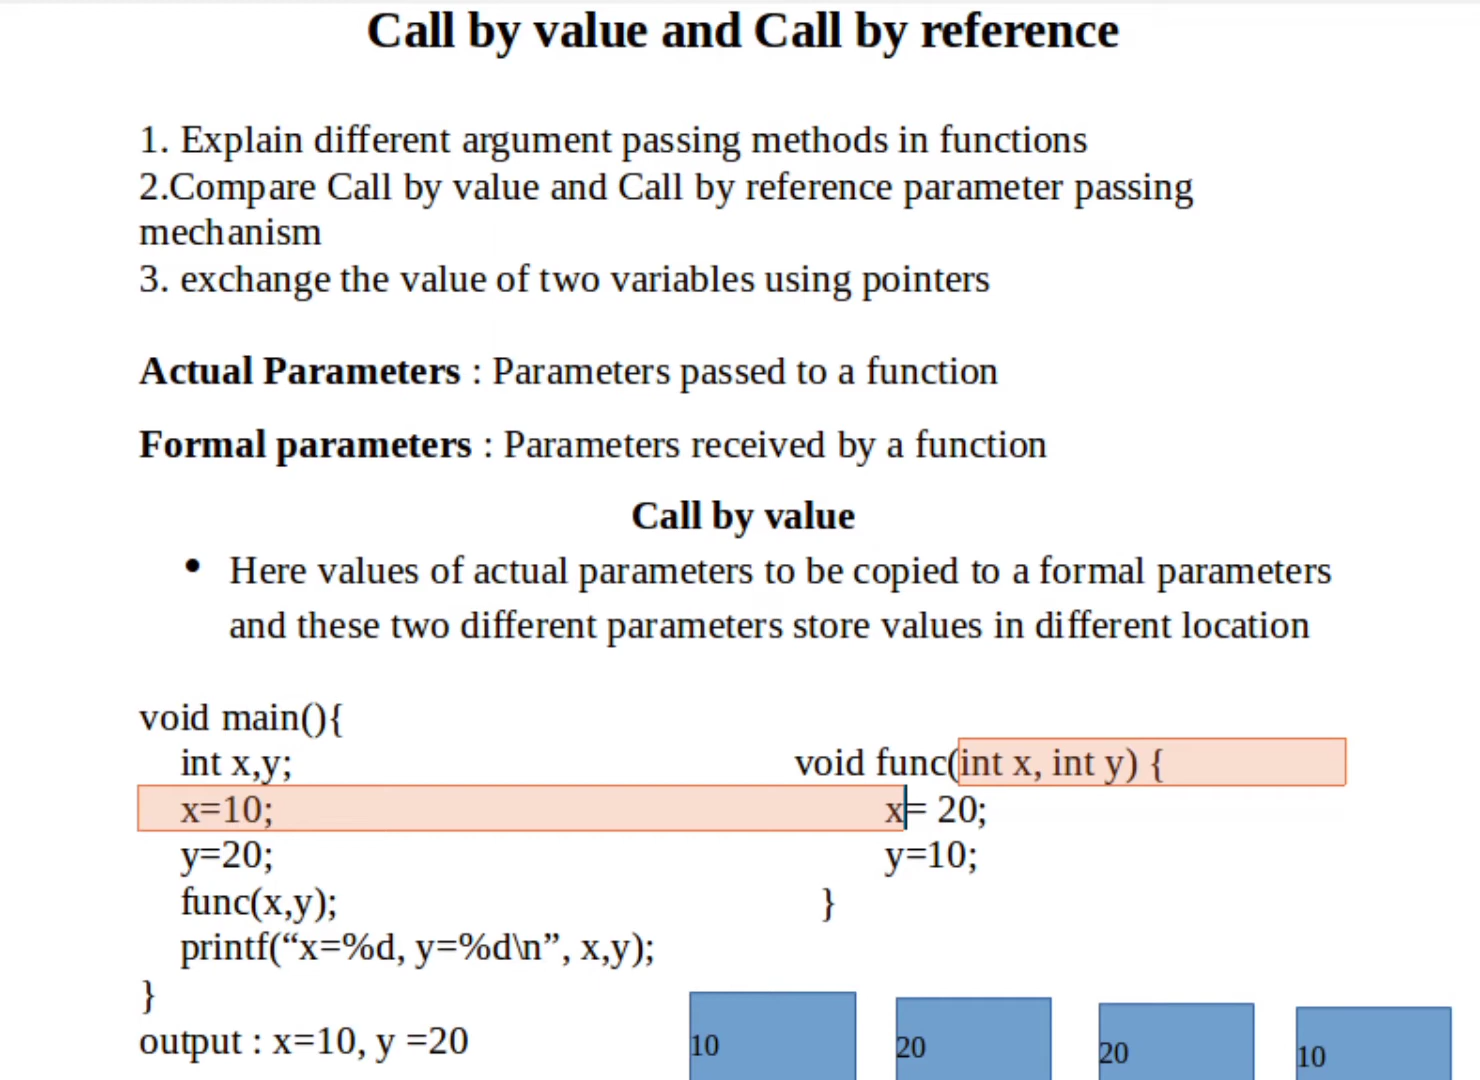 Call by value and Call by reference
1. Explain different argument passing methods in functions
2.Compare Call by value and Call by reference parameter passing
mechanism
3. exchange the value of two variables using pointers
Actual Parameters : Parameters passed to a function
Formal parameters : Parameters received by a function
Call by value
• Here values of actual parameters to be copied to a formal parameters
and these two different parameters store values in different location
void main(){
int x,y; void func(int x, int y) {
x=10; x= 20;
y=20; y=10;
func(x,y); }
printf(“x=%d, y=%d\n”, x,y);
}
output : x=10, y =20
10 20 20 10